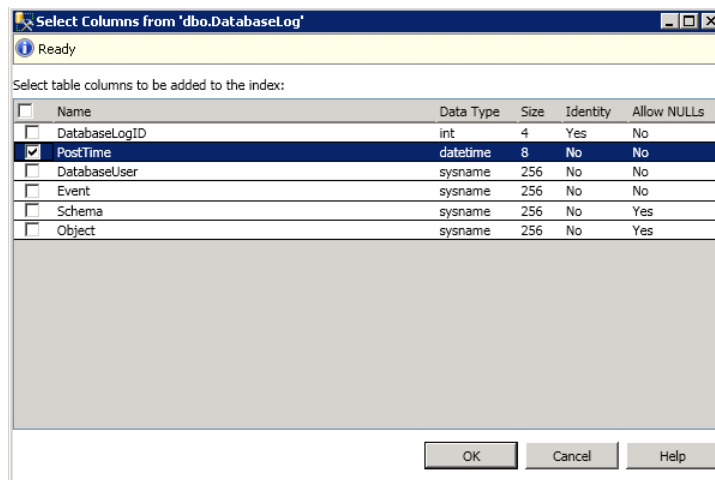 Select Columns from 'dbo.DatabaseLog'
Ready
Select table columns to be added to the index:
Name Data Type Size Identity Allow NULLs
DatabaseLogID int 4 Yes No
PostTime datetime 8 No No
DatabaseUser sysname 256 No No
Event sysname 256 No No
Schema sysname 256 No Yes
Object sysname 256 No Yes
OK Cancel Help